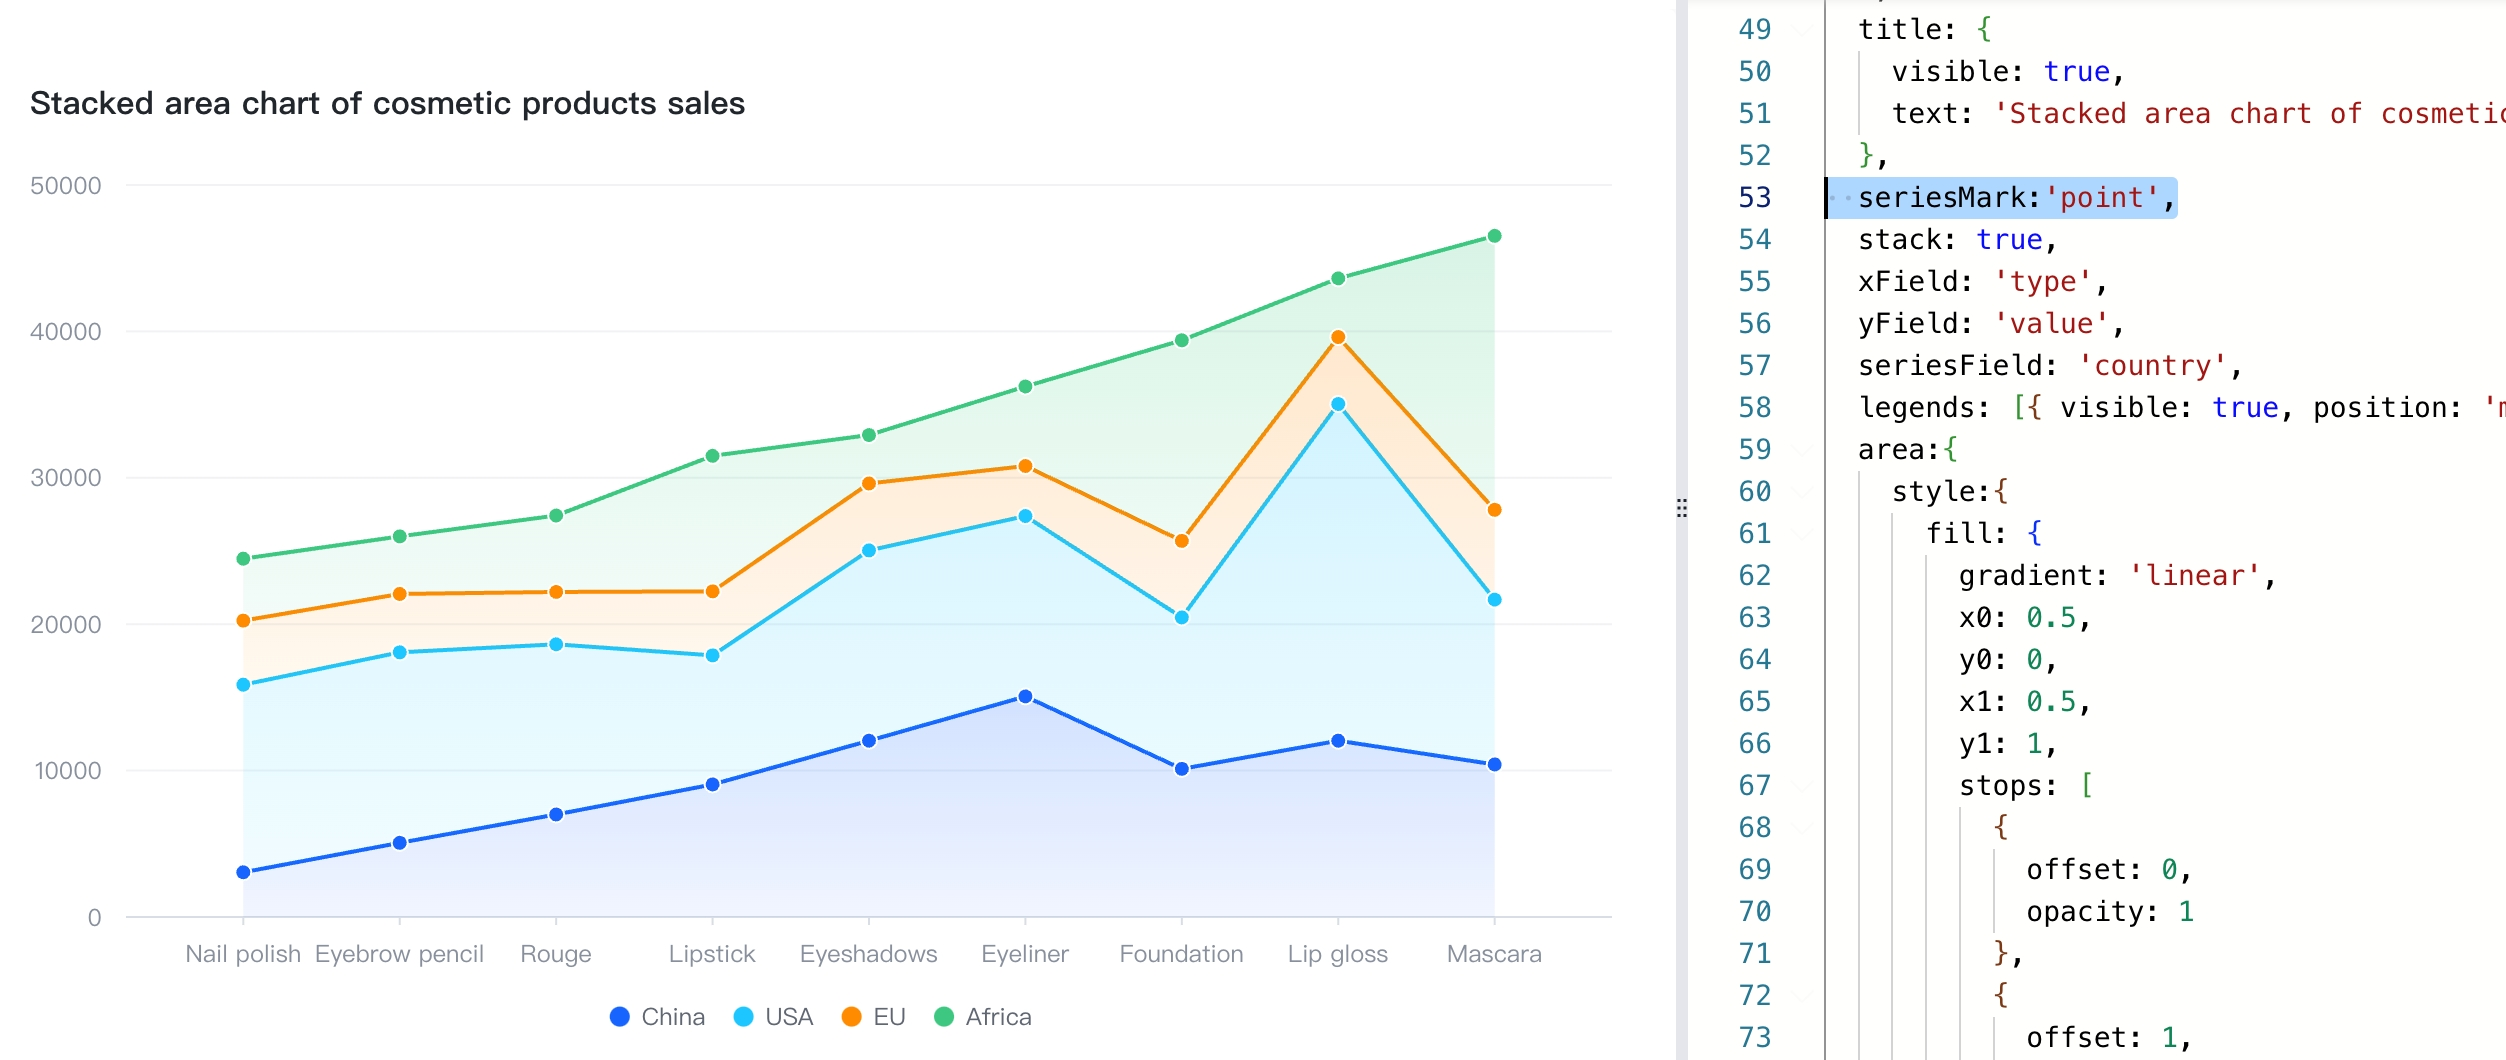 Stacked area chart of cosmetic products sales
50000
40000
30000
20000
10000
0
Nail polish Eyebrow pencil Rouge Lipstick Eyeshadows Eyeliner Foundation Lip gloss Mascara
China USA EU Africa
49 title: {
50 visible: true,
51 text: 'Stacked area chart of cosmetic
52 },
53 seriesMark:'point',
54 stack: true,
55 xField: 'type',
56 yField: 'value',
57 seriesField: 'country',
58 legends: [{ visible: true, position: '
59 area:{
60 style:{
61 fill: {
62 gradient: 'linear',
63 x0: 0.5,
64 y0: 0,
65 x1: 0.5,
66 y1: 1,
67 stops: [
68 {
69 offset: 0,
70 opacity: 1
71 },
72 {
73 offset: 1,